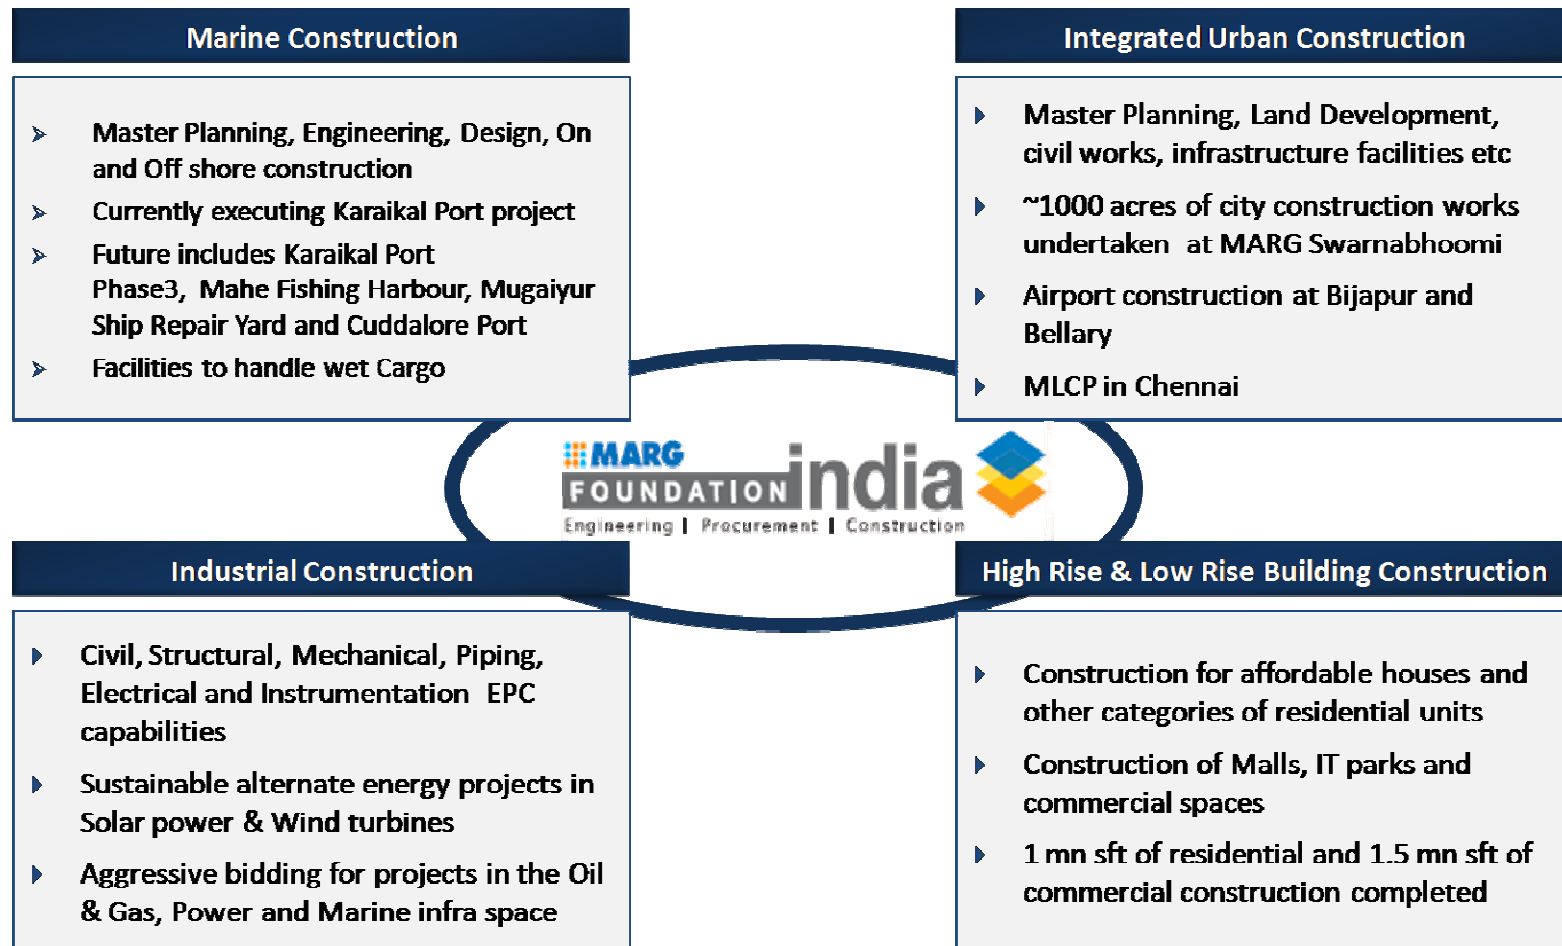 Marine Construction
➢ Master Planning, Engineering, Design, On
and Off shore construction
➢ Currently executing Karaikal Port project
➢ Future includes Karaikal Port
Phase3, Mahe Fishing Harbour, Mugaiyur
Ship Repair Yard and Cuddalore Port
➢ Facilities to handle wet Cargo
Integrated Urban Construction
Master Planning, Land Development,
civil works, infrastructure facilities etc
~1000 acres of city construction works
undertaken at MARG Swarnabhoomi
Airport construction at Bijapur and
Bellary
MLCP in Chennai
MARG
FOUNDATION india
Engineering | Procurement | Construction
Industrial Construction
Civil, Structural, Mechanical, Piping,
Electrical and Instrumentation EPC
capabilities
Sustainable alternate energy projects in
Solar power & Wind turbines
Aggressive bidding for projects in the Oil
& Gas, Power and Marine infra space
High Rise & Low Rise Building Construction
Construction for affordable houses and
other categories of residential units
Construction of Malls, IT parks and
commercial spaces
1 mn sft of residential and 1.5 mn sft of
commercial construction completed